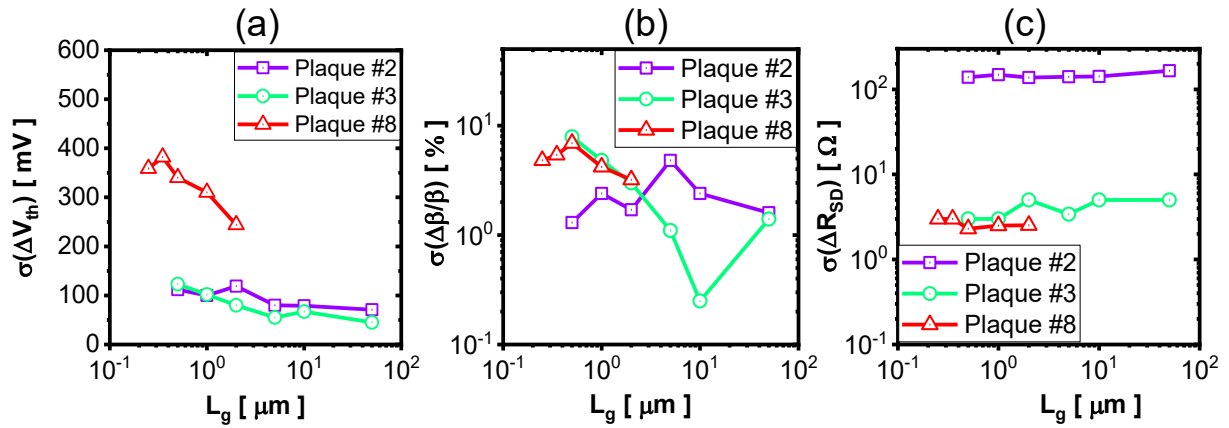 (a)
600
500
400
300
200
100
0
σ(ΔV_th) [ mV ]
Plaque #2
Plaque #3
Plaque #8
10^-1
10^0
10^1
10^2
L_g [ μm ]
(b)
10^1
10^0
10^-1
σ(Δβ/β) [ % ]
Plaque #2
Plaque #3
Plaque #8
10^-1
10^0
10^1
10^2
L_g [ μm ]
(c)
10^2
10^1
10^0
10^-1
σ(ΔR_SD) [ Ω ]
Plaque #2
Plaque #3
Plaque #8
10^-1
10^0
10^1
10^2
L_g [ μm ]